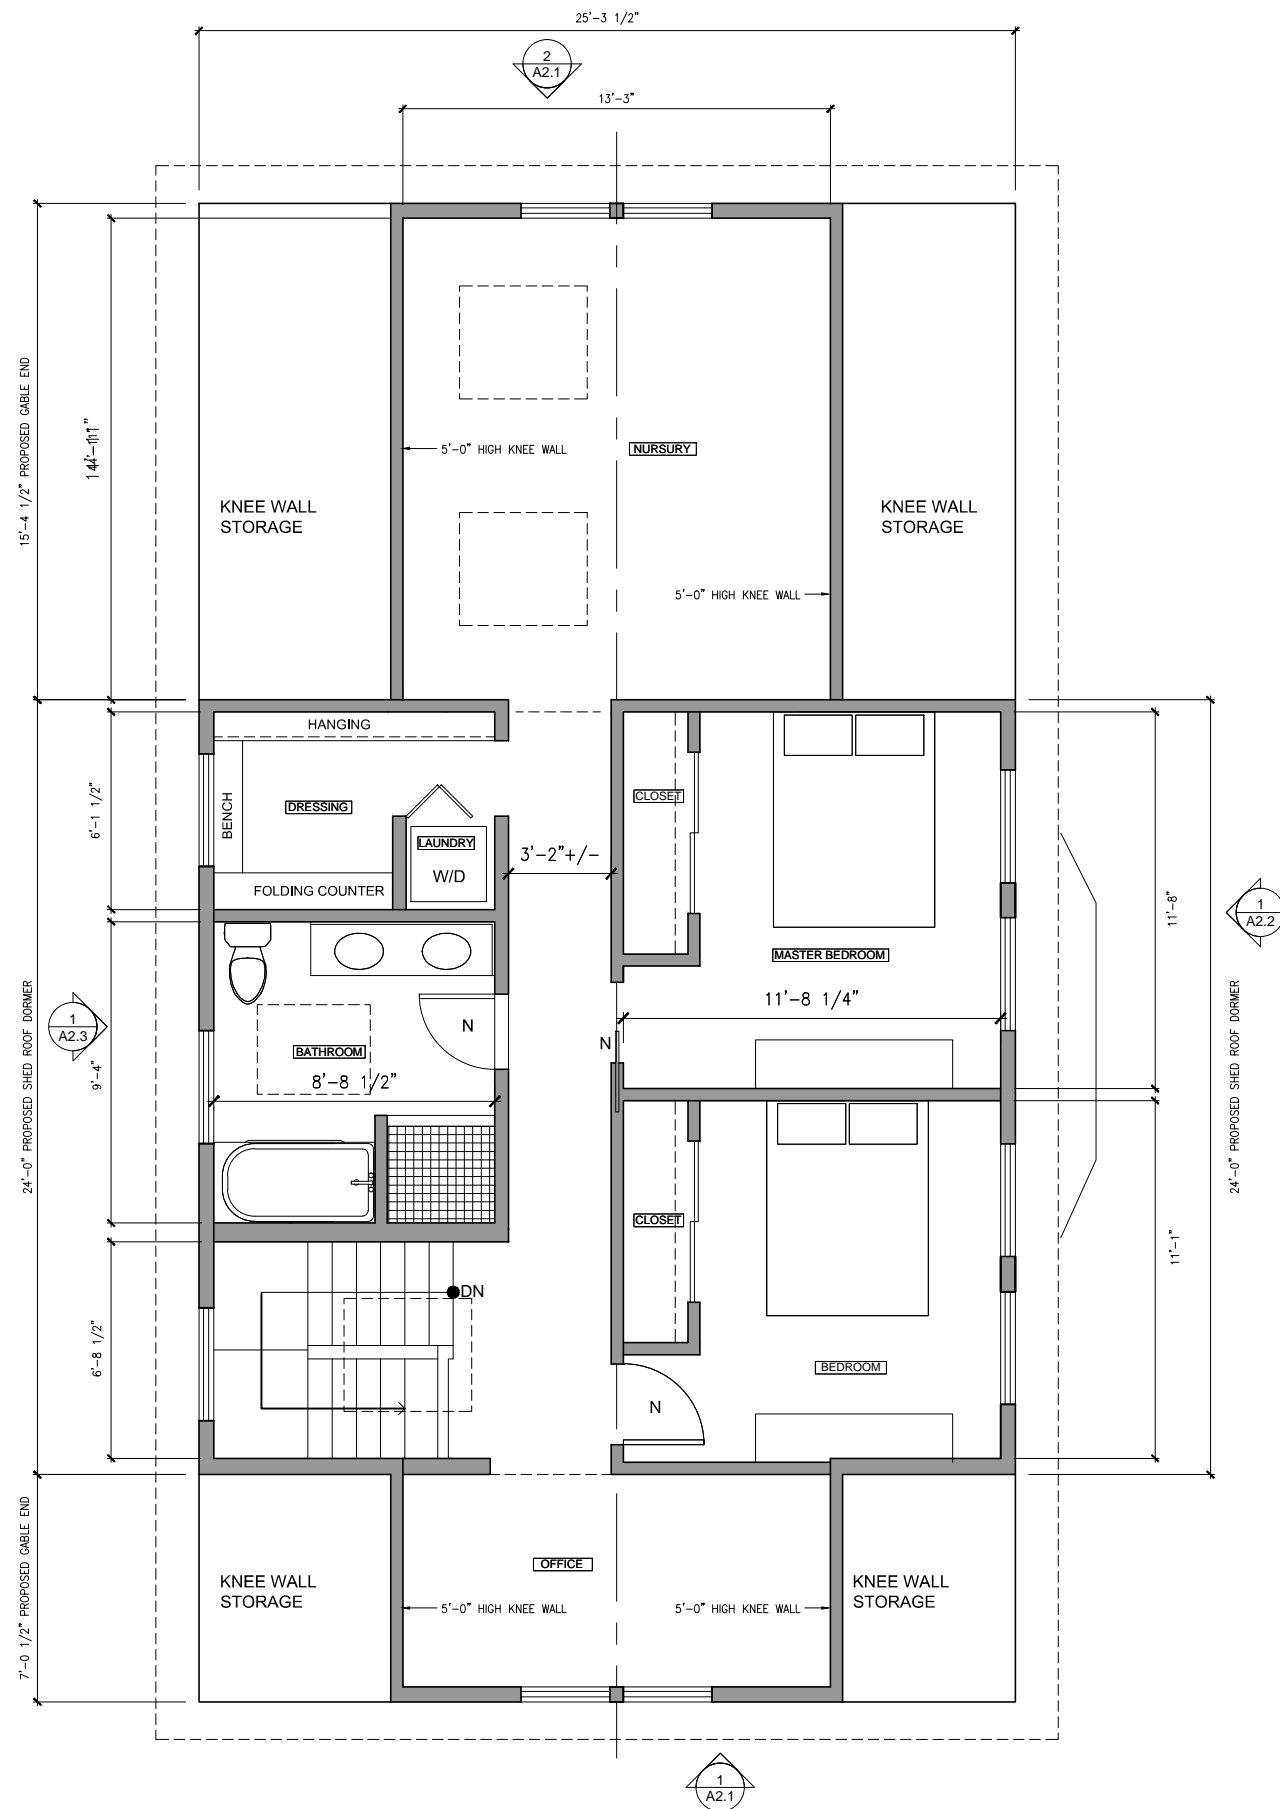 25'-3 1/2"
2
A2.1
13'-3"
15'-4 1/2" PROPOSED GABLE END
5'-0" HIGH KNEE WALL
NURSURY
KNEE WALL
STORAGE
KNEE WALL
STORAGE
5'-0" HIGH KNEE WALL
HANGING
6'-1 1/2"
BENCH
DRESSING
LAUNDRY
W/D
FOLDING COUNTER
3'-2"+/-
CLOSET
MASTER BEDROOM
11'-8 1/4"
11'-8"
1
A2.2
24'-0" PROPOSED SHED ROOF DORMER
24'-0" PROPOSED SHED ROOF DORMER
1
A2.3
9'-4"
N
N
BATHROOM
8'-8 1/2"
CLOSET
11'-1"
DN
6'-8 1/2"
BEDROOM
N
7'-0 1/2" PROPOSED GABLE END
OFFICE
KNEE WALL
STORAGE
KNEE WALL
STORAGE
5'-0" HIGH KNEE WALL
5'-0" HIGH KNEE WALL
1
A2.1